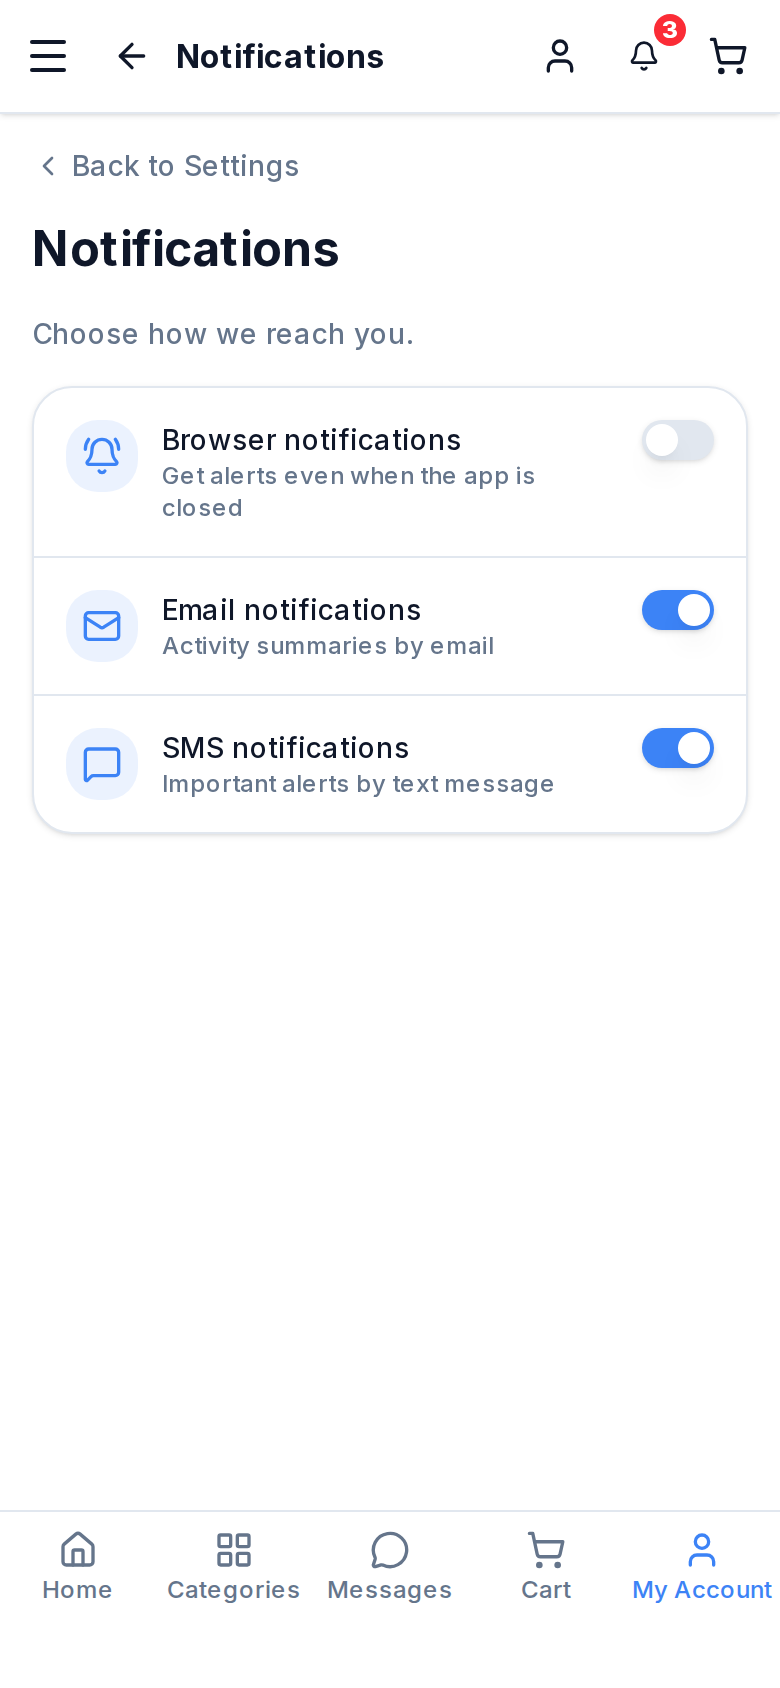 Notifications
3
Back to Settings
Notifications
Choose how we reach you.
Browser notifications
Get alerts even when the app is
closed
Email notifications
Activity summaries by email
SMS notifications
Important alerts by text message
Home
Categories
Messages
Cart
My Account